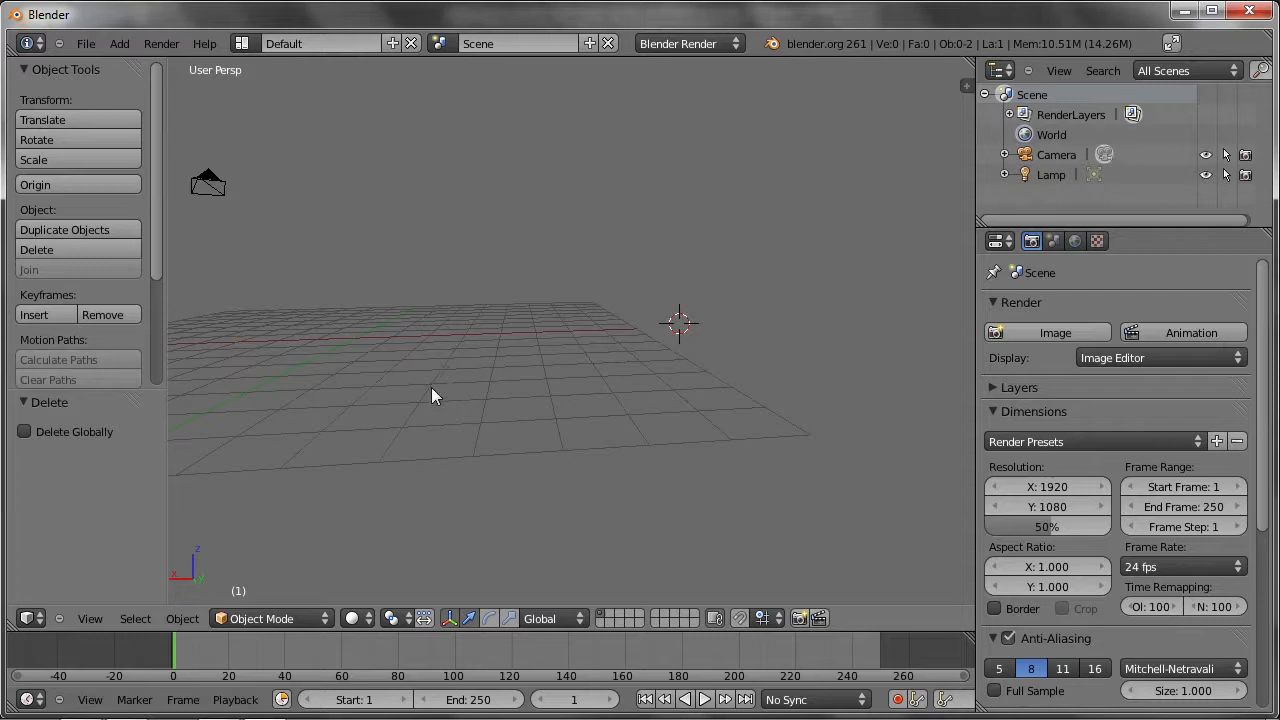 Blender
File Add Render Help Default Scene Blender Render blender.org 261 | Ve:0 | Fa:0 | Ob:0-2 | La:1 | Mem:10.51M (14.26M)
Object Tools
Transform:
Translate
Rotate
Scale
Origin
Object:
Duplicate Objects
Delete
Join
Keyframes:
Insert Remove
Motion Paths:
Calculate Paths
Clear Paths
Delete
Delete Globally
User Persp
z
x y
(1)
View Select Object Object Mode Global
-40 -20 0 20 40 60 80 100 120 140 160 180 200 220 240 260
View Marker Frame Playback Start: 1 End: 250 1 No Sync
View Search All Scenes
Scene
RenderLayers |
World
Camera |
Lamp |
Scene
Render
Image Animation
Display: Image Editor
Layers
Dimensions
Render Presets
Resolution: Frame Range:
X: 1920 Start Frame: 1
Y: 1080 End Frame: 250
50% Frame Step: 1
Aspect Ratio: Frame Rate:
X: 1.000 24 fps
Y: 1.000 Time Remapping:
Border Crop Ol: 100 N: 100
Anti-Aliasing
5 8 11 16 Mitchell-Netravali
Full Sample Size: 1.000